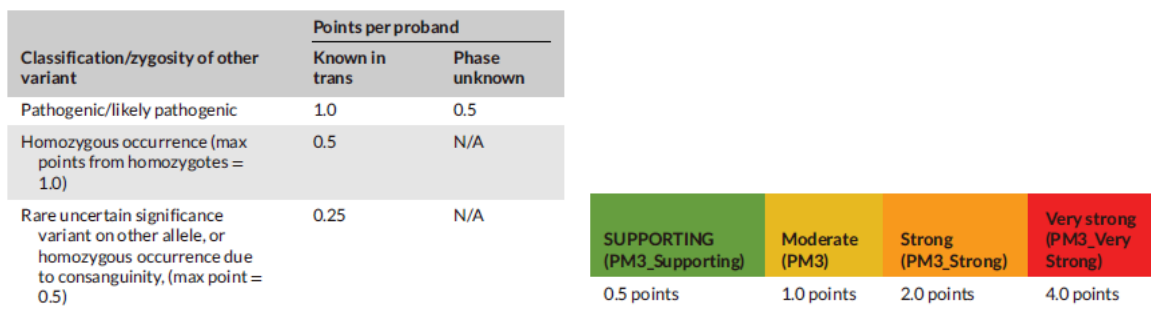 Points per proband
Classification/zygosity of other
variant
Known in
trans
Phase
unknown
Pathogenic/likely pathogenic 1.0 0.5
Homozygous occurrence (max
points from homozygotes =
1.0)
0.5 N/A
Rare uncertain significance
variant on other allele, or
homozygous occurrence due
to consanguinity, (max point =
0.5)
0.25 N/A
SUPPORTING
(PM3_Supporting)
Moderate
(PM3)
Strong
(PM3_Strong)
Very strong
(PM3_Very
Strong)
0.5 points 1.0 points 2.0 points 4.0 points